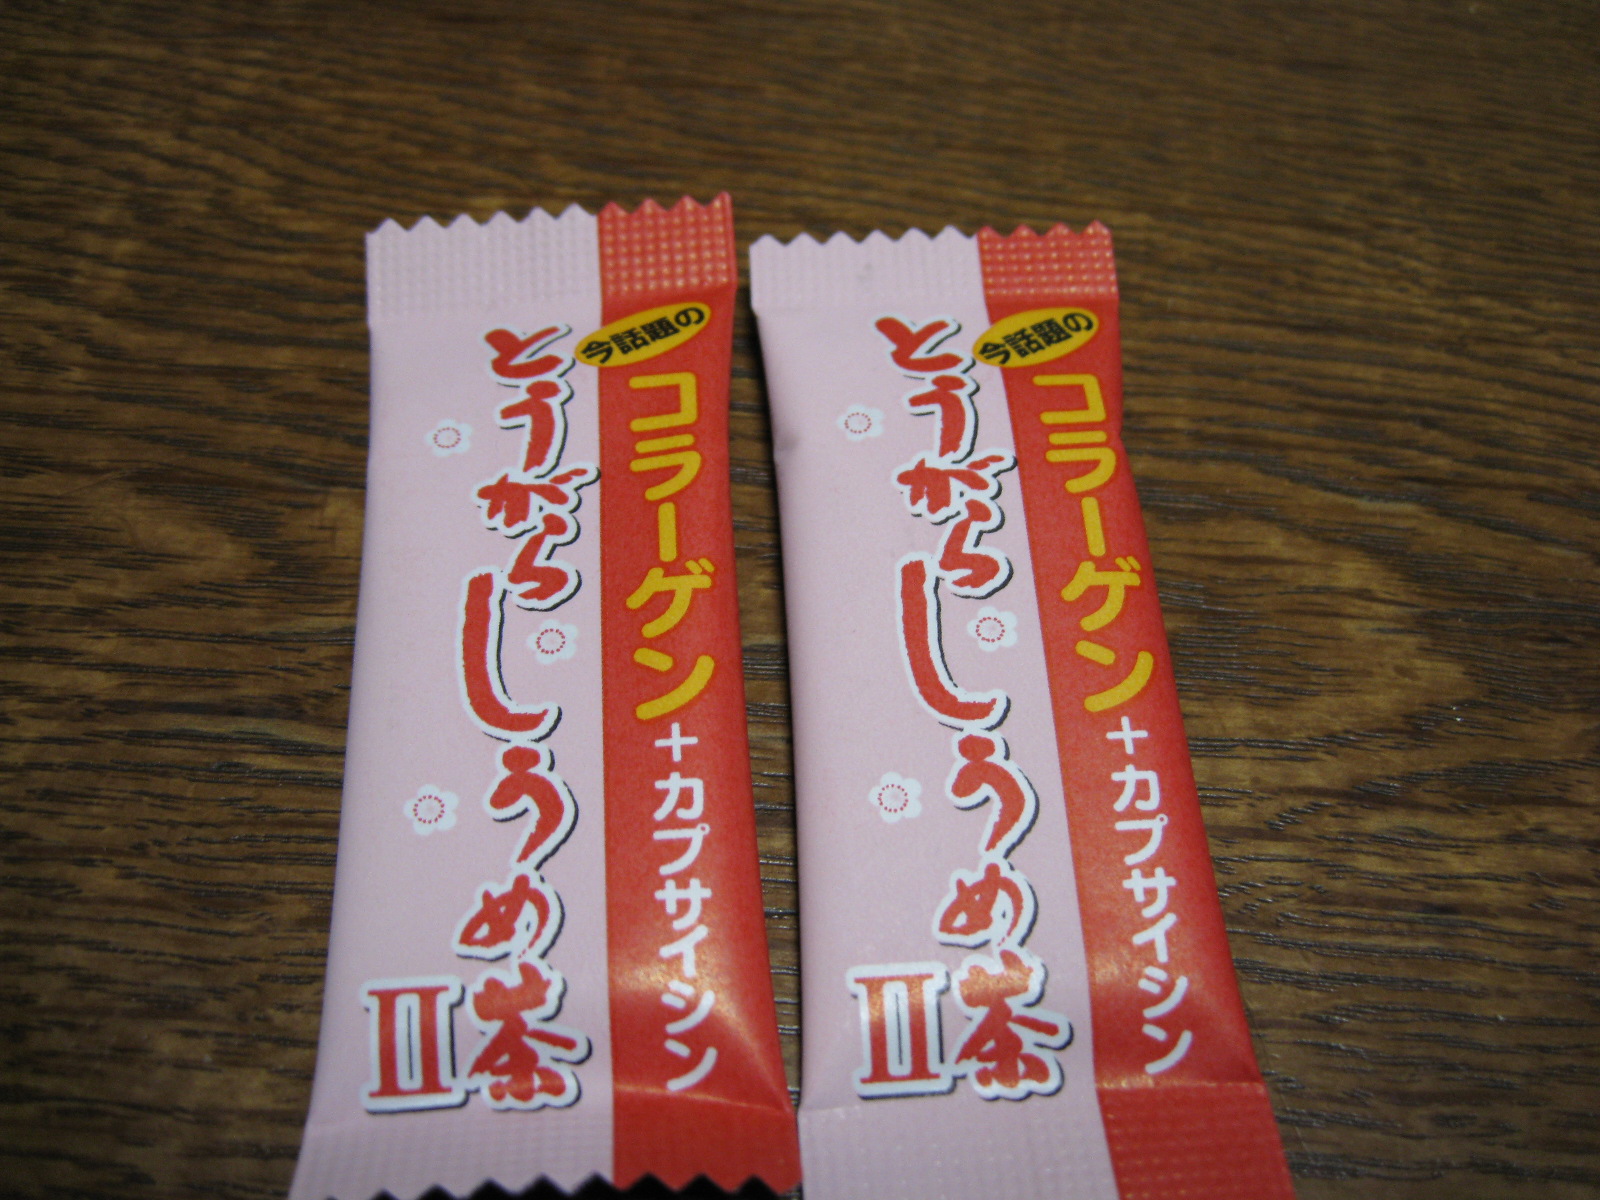 今話題の
コラーゲン+カプサイシン
とうがらしうめ茶
II
今話題の
コラーゲン+カプサイシン
とうがらしうめ茶
II